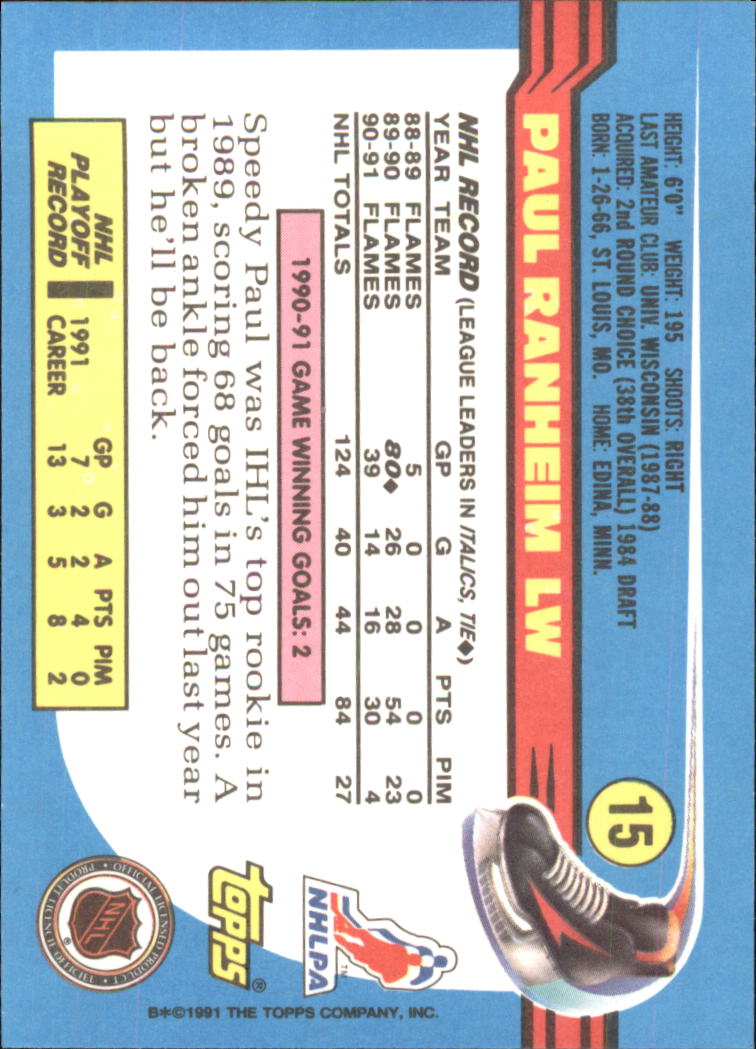 15
HEIGHT: 6'0" WEIGHT: 195 SHOOTS: RIGHT
LAST AMATEUR CLUB: UNIV. WISCONSIN (1987-88)
ACQUIRED: 2nd ROUND CHOICE (38th OVERALL) 1984 DRAFT
BORN: 1-26-66, ST. LOUIS, MO. HOME: EDINA, MINN.
PAUL RANHEIM LW
NHL RECORD (LEAGUE LEADERS IN ITALICS, TIE◆)
YEAR TEAM GP G A PTS PIM
88-89 FLAMES 5 0 0 0 0
89-90 FLAMES 80◆ 26 28 54 23
90-91 FLAMES 39 14 16 30 4
NHL TOTALS 124 40 44 84 27
1990-91 GAME WINNING GOALS: 2
Speedy Paul was IHL's top rookie in
1989, scoring 68 goals in 75 games. A
broken ankle forced him out last year
but he'll be back.
NHL PLAYOFF RECORD
GP G A PTS PIM
1991 7 2 2 4 0
CAREER 13 3 5 8 2
NHLPA TM
TOPPS ®
NHL ®
OFFICIAL LICENSED PRODUCT • PRODUIT LICENCIE OFFICIEL •
B*©1991 THE TOPPS COMPANY, INC.